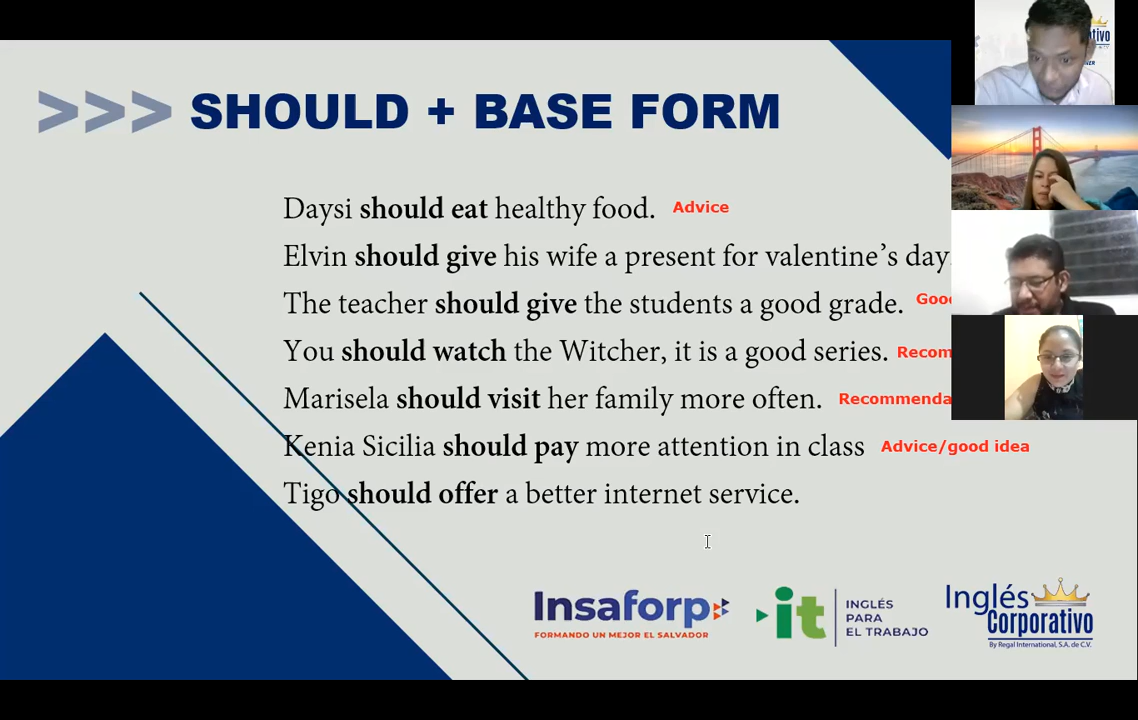 >>> SHOULD + BASE FORM
Daysi should eat healthy food. Advice
Elvin should give his wife a present for valentine's day
The teacher should give the students a good grade. Goo
You should watch the Witcher, it is a good series. Recom
Marisela should visit her family more often. Recommenda
Kenia Sicilia should pay more attention in class Advice/good idea
Tigo should offer a better internet service.
Insaforp
FORMANDO UN MEJOR EL SALVADOR
it
INGLÉS
PARA
EL TRABAJO
Inglés
Corporativo
By Regal International, S.A. de C.V.